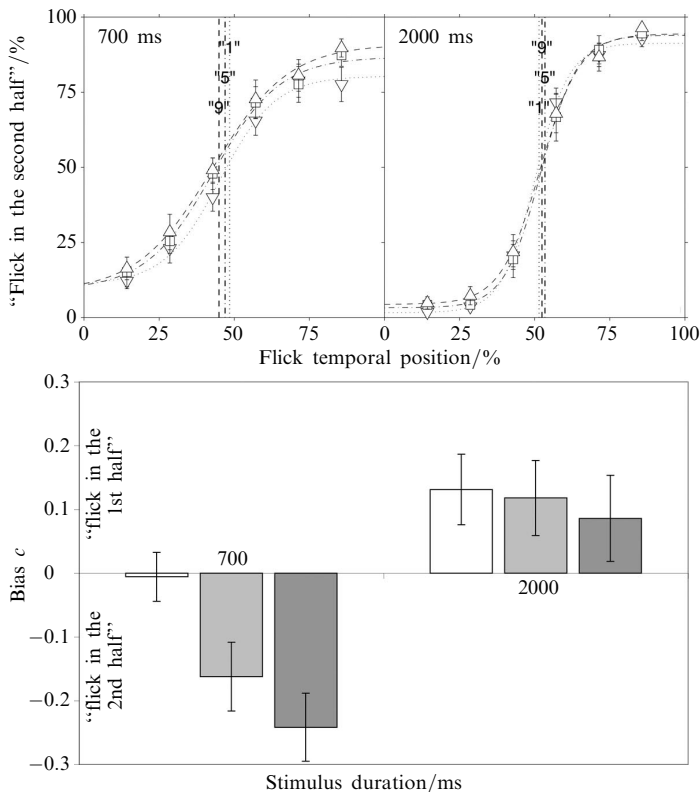 100
75
50
25
0
“Flick in the second half”/%
700 ms
"1"
"5"
"9"
2000 ms
"9"
"5"
"1"
0 25 50 75 0 25 50 75 100
Flick temporal position/%
0.3
0.2
0.1
0
−0.1
−0.2
−0.3
Bias c
“flick in the
1st half”
“flick in the
2nd half”
700
2000
Stimulus duration/ms